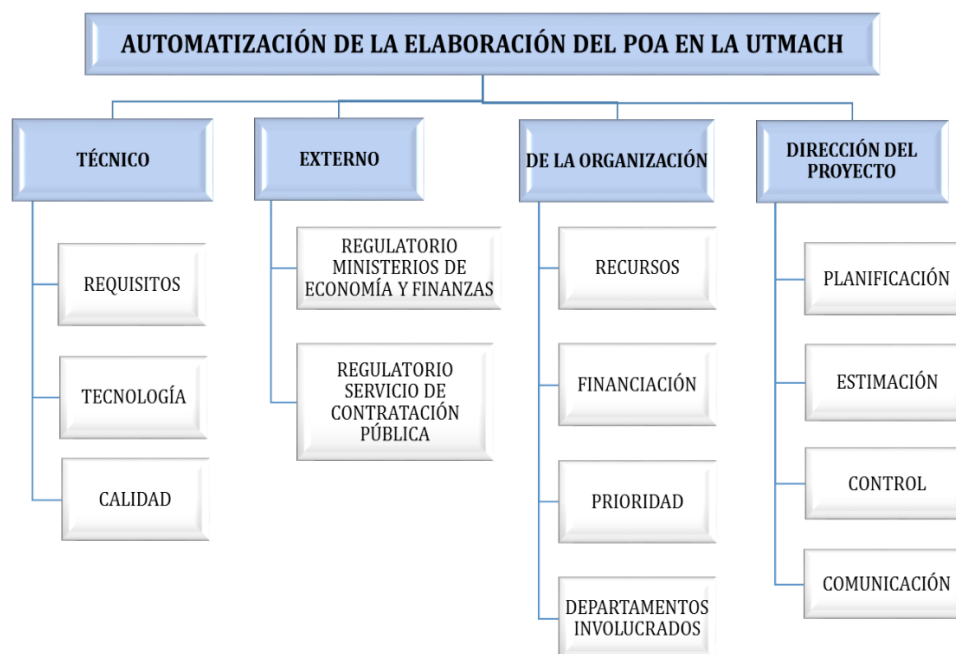 AUTOMATIZACIÓN DE LA ELABORACIÓN DEL POA EN LA UTMACH
TÉCNICO
REQUISITOS
TECNOLOGÍA
CALIDAD
EXTERNO
REGULATORIO
MINISTERIOS DE
ECONOMÍA Y FINANZAS
REGULATORIO
SERVICIO DE
CONTRATACIÓN
PÚBLICA
DE LA ORGANIZACIÓN
RECURSOS
FINANCIACIÓN
PRIORIDAD
DEPARTAMENTOS
INVOLUCRADOS
DIRECCIÓN DEL
PROYECTO
PLANIFICACIÓN
ESTIMACIÓN
CONTROL
COMUNICACIÓN